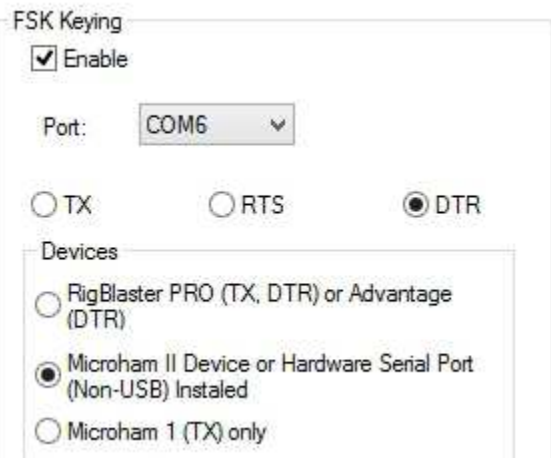 FSK Keying
Enable
Port: COM6
TX RTS DTR
Devices
RigBlaster PRO (TX, DTR) or Advantage
(DTR)
Microham II Device or Hardware Serial Port
(Non-USB) Instaled
Microham 1 (TX) only